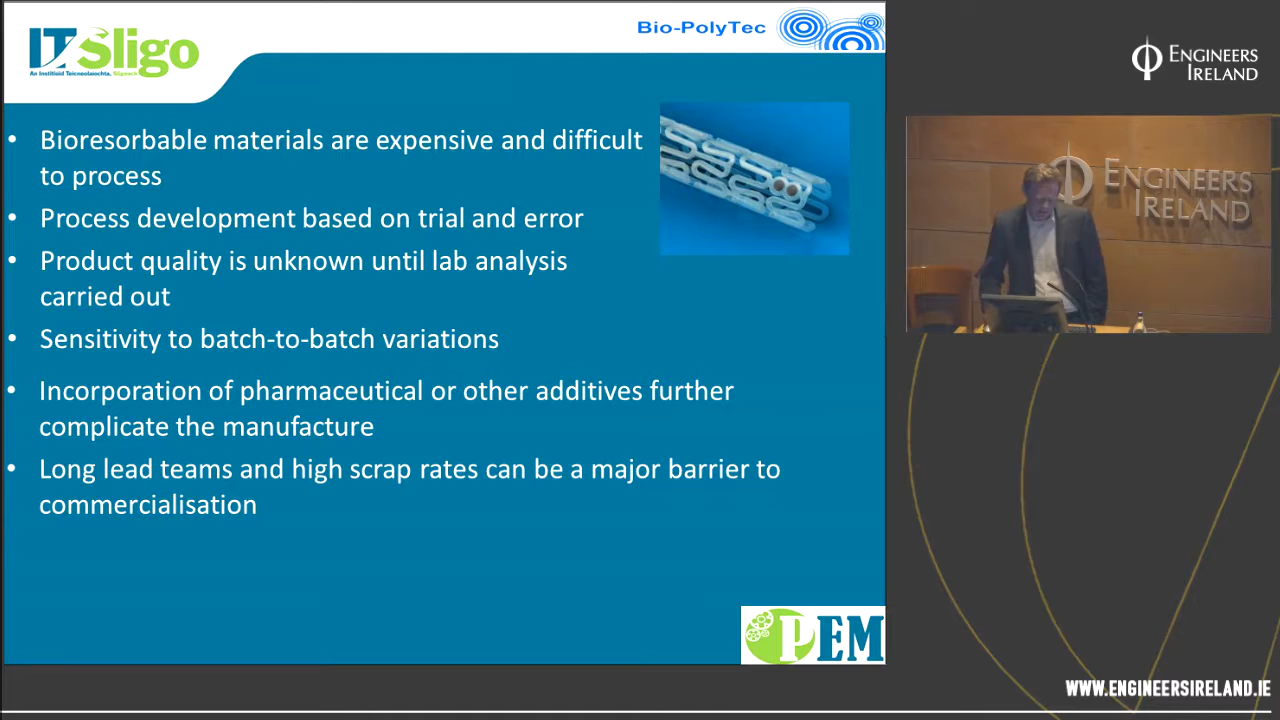 IT Sligo
An Institiúid Teicneolaíochta, Sligeach
Bio-PolyTec
• Bioresorbable materials are expensive and difficult
to process
• Process development based on trial and error
• Product quality is unknown until lab analysis
carried out
• Sensitivity to batch-to-batch variations
• Incorporation of pharmaceutical or other additives further
complicate the manufacture
• Long lead teams and high scrap rates can be a major barrier to
commercialisation
PEM
ENGINEERS
IRELAND
ENGINEERS
IRELAND
WWW.ENGINEERSIRELAND.IE